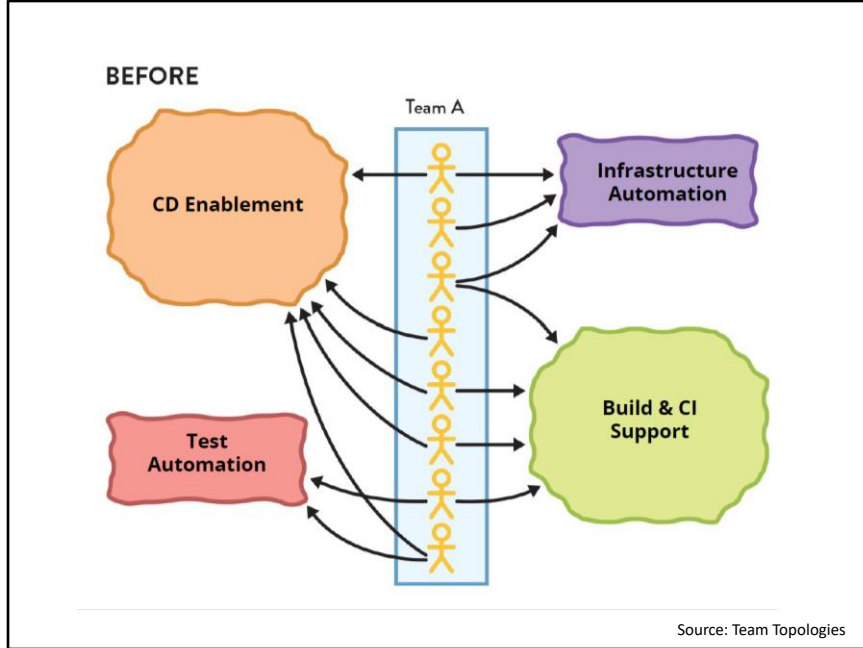 BEFORE
Team A
CD Enablement
Infrastructure
Automation
Test
Automation
Build & CI
Support
Source: Team Topologies